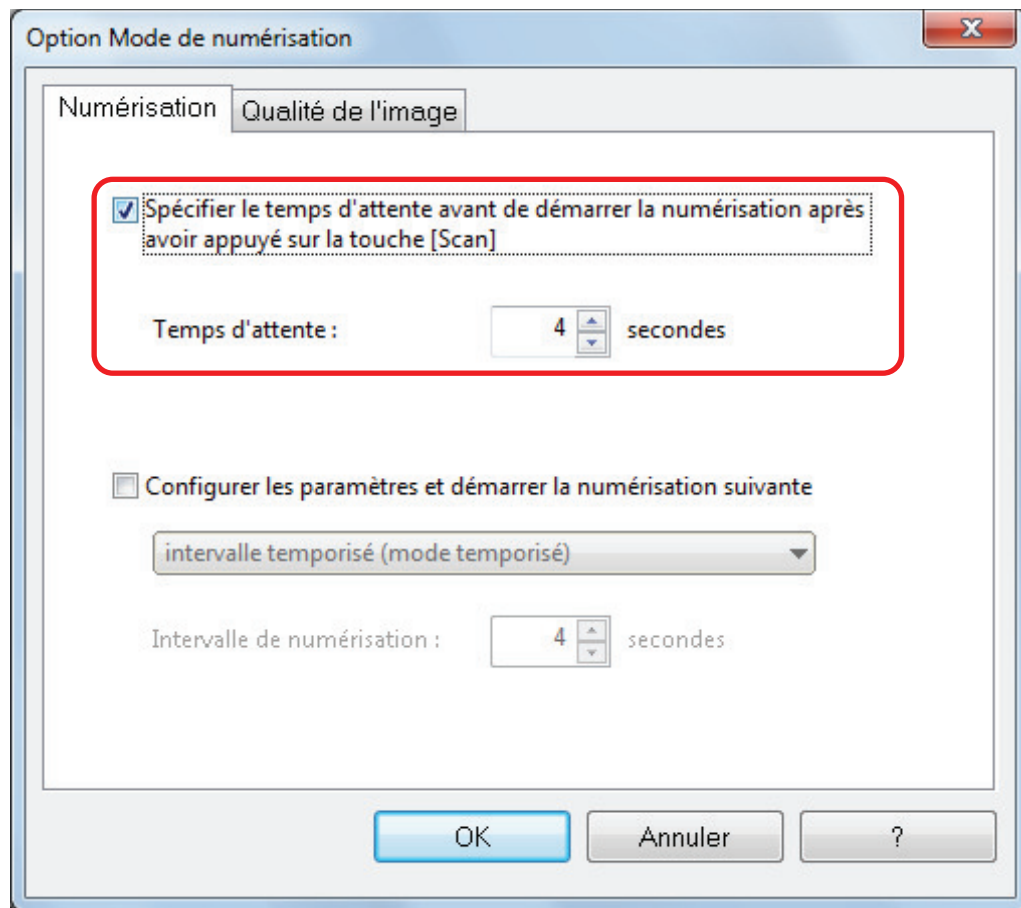 Option Mode de numérisation
Numérisation
Qualité de l'image
Spécifier le temps d'attente avant de démarrer la numérisation après
avoir appuyé sur la touche [Scan]
Temps d'attente : 4 secondes
Configurer les paramètres et démarrer la numérisation suivante
intervalle temporisé (mode temporisé)
Intervalle de numérisation : 4 secondes
OK Annuler ?